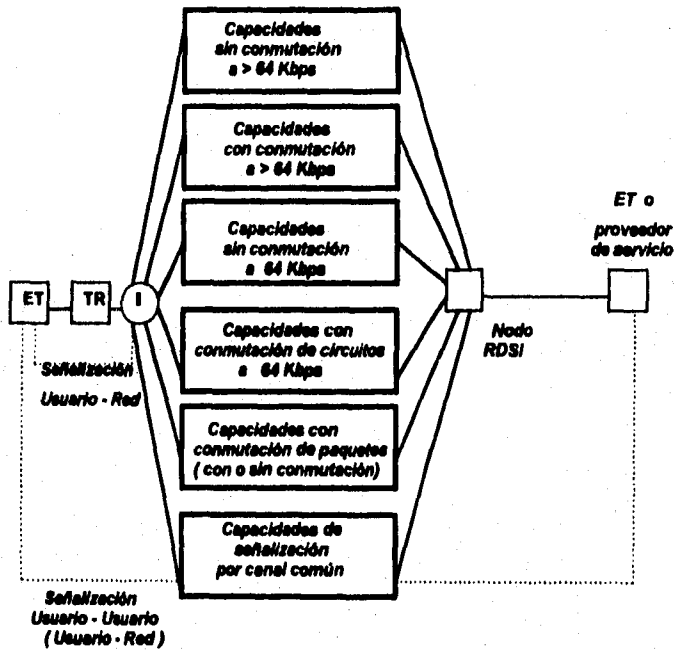 Capacidades
sin conmutación
a > 64 Kbps
Capacidades
con conmutación
a > 64 Kbps
Capacidades
sin conmutación
a 64 Kbps
ET o
proveedor
de servicio
ET
TR
I
Nodo
RDSI
Capacidades con
conmutación de circuitos
a 64 Kbps
Señalización
Usuario - Red
Capacidades con
conmutación de paquetes
( con o sin conmutación)
Capacidades de
señalización
por canal común
Señalización
Usuario - Usuario
( Usuario - Red )